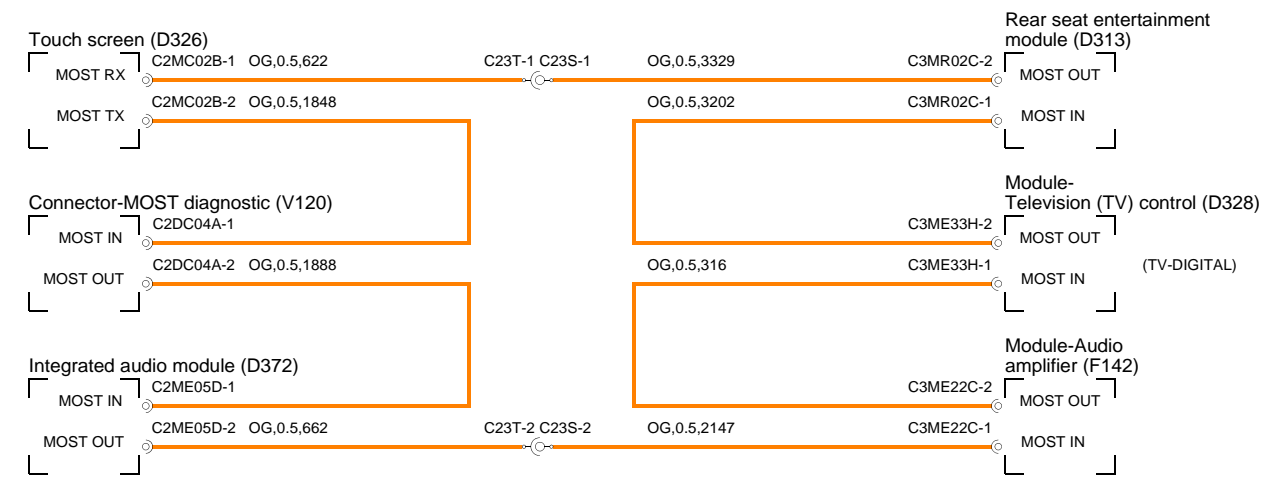 Rear seat entertainment
module (D313)
Touch screen (D326)
C2MC02B-1 OG,0.5,622 C23T-1 C23S-1 OG,0.5,3329 C3MR02C-2
MOST RX MOST OUT
C2MC02B-2 OG,0.5,1848 OG,0.5,3202 C3MR02C-1
MOST TX MOST IN
Module-
Television (TV) control (D328)
Connector-MOST diagnostic (V120)
C2DC04A-1 C3ME33H-2
MOST IN MOST OUT
C2DC04A-2 OG,0.5,1888 OG,0.5,316 C3ME33H-1 (TV-DIGITAL)
MOST OUT MOST IN
Module-Audio
amplifier (F142)
Integrated audio module (D372)
C2ME05D-1 C3ME22C-2
MOST IN MOST OUT
C2ME05D-2 OG,0.5,662 C23T-2 C23S-2 OG,0.5,2147 C3ME22C-1
MOST OUT MOST IN